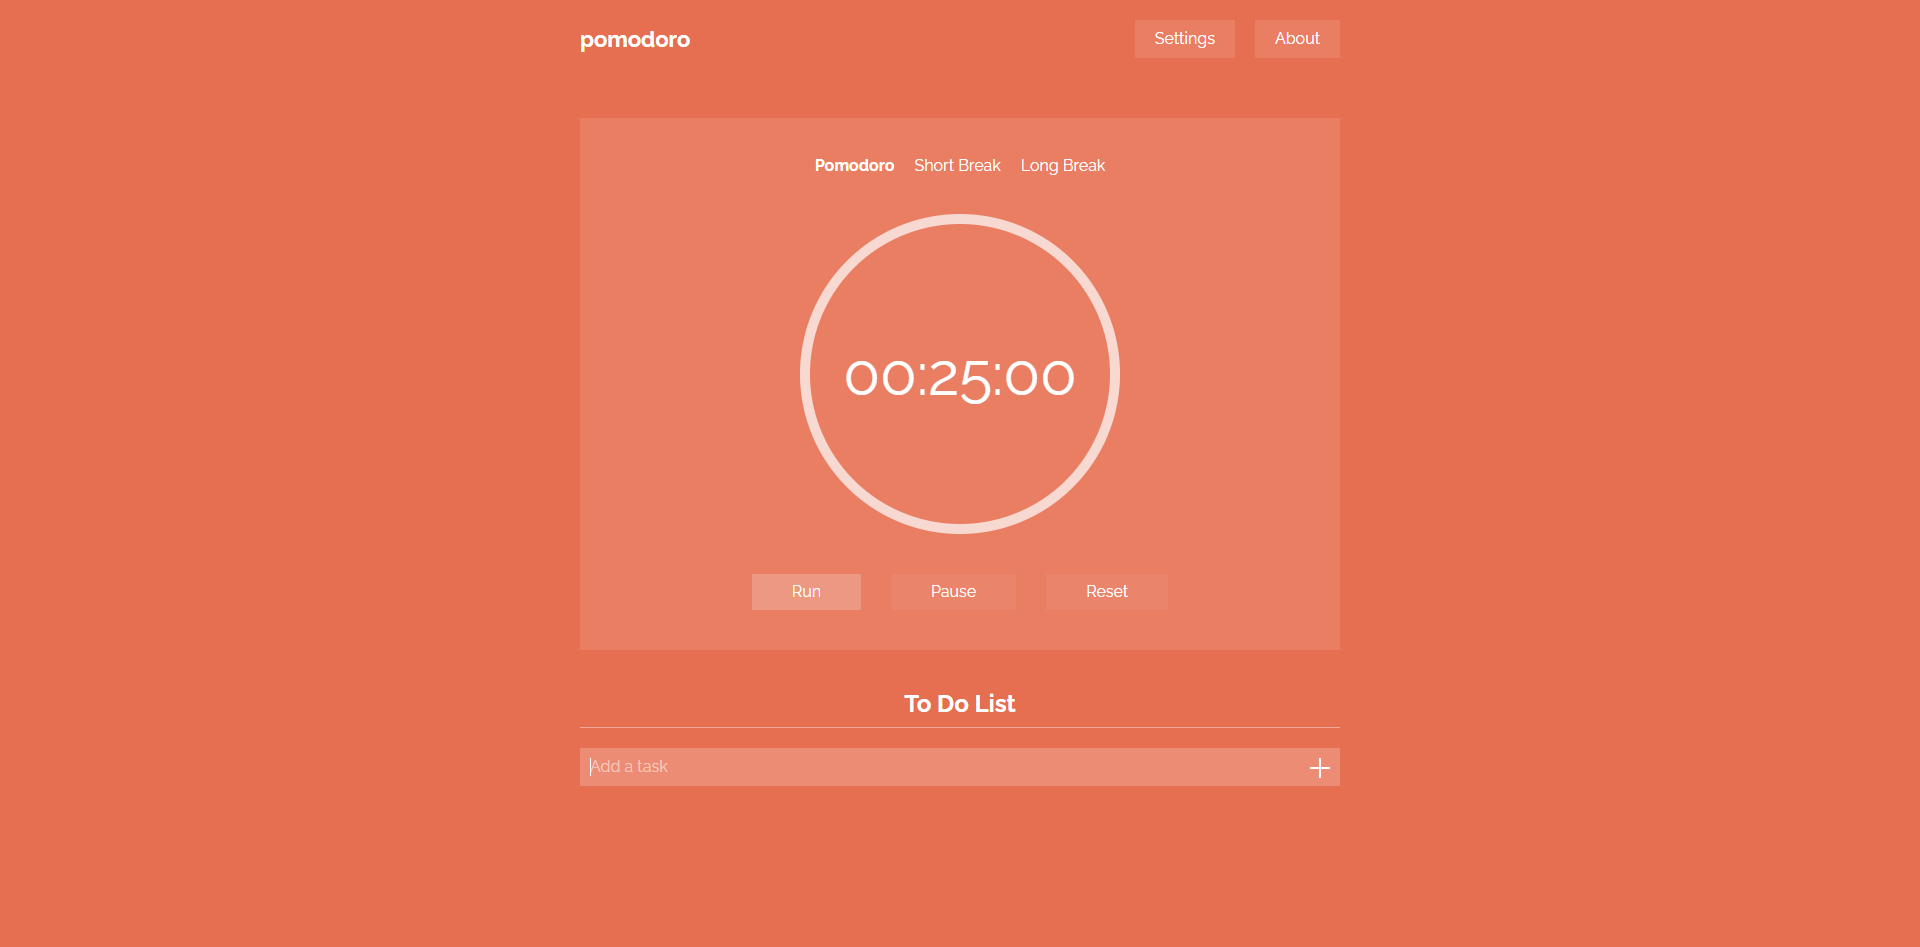 pomodoro Settings About
Pomodoro Short Break Long Break
00:25:00
Run Pause Reset
To Do List
Add a task